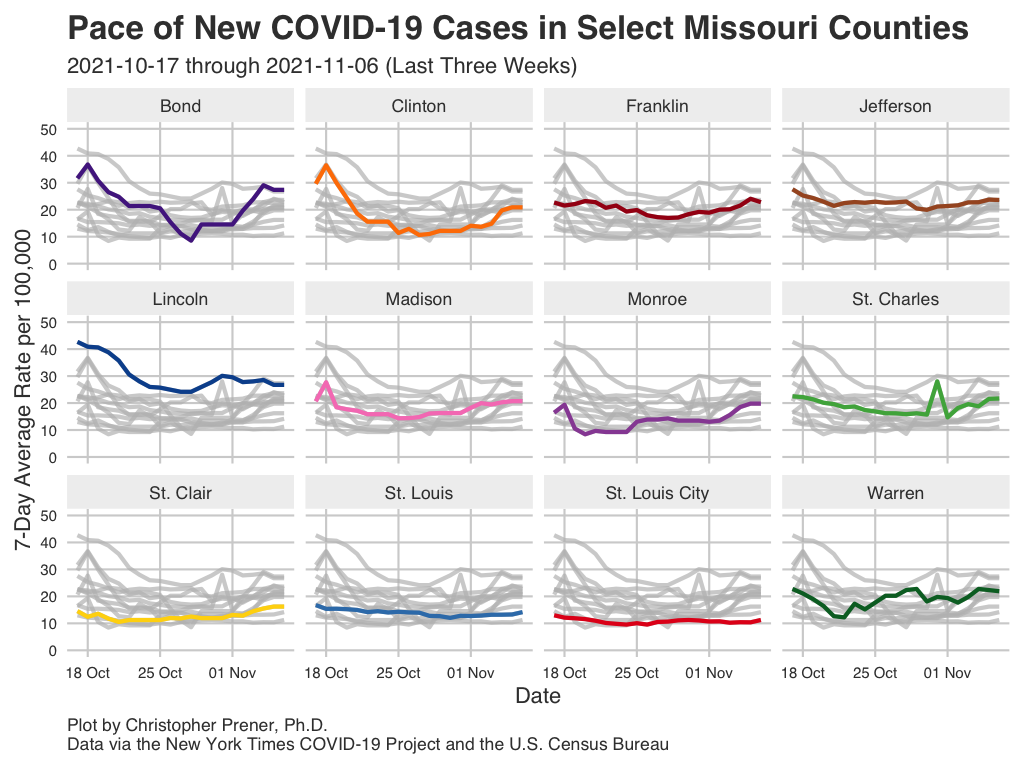 Pace of New COVID-19 Cases in Select Missouri Counties
2021-10-17 through 2021-11-06 (Last Three Weeks)
Bond
Clinton
Franklin
Jefferson
50
40
30
20
10
0
Lincoln
Madison
Monroe
St. Charles
50
40
30
20
10
0
St. Clair
St. Louis
St. Louis City
Warren
50
40
30
20
10
0
7-Day Average Rate per 100,000
18 Oct
25 Oct
01 Nov
18 Oct
25 Oct
01 Nov
18 Oct
25 Oct
01 Nov
18 Oct
25 Oct
01 Nov
Date
Plot by Christopher Prener, Ph.D.
Data via the New York Times COVID-19 Project and the U.S. Census Bureau